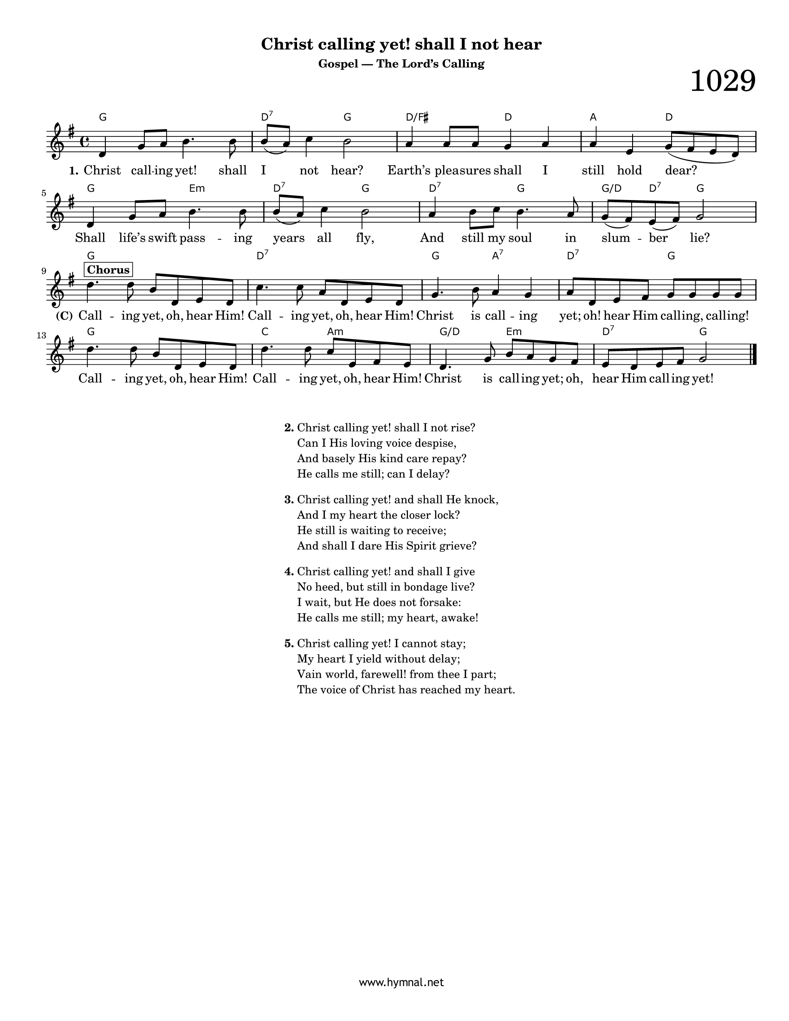 Christ calling yet! shall I not hear
Gospel — The Lord's Calling
1029
G D7 G D/F♯ D A D
1. Christ call-ing yet! shall I not hear? Earth's pleasures shall I still hold dear?
5 G Em D7 G D7 G G/D D7 G
Shall life's swift pass - ing years all fly, And still my soul in slum - ber lie?
9 G D7 G A7 D7 G
Chorus
(C) Call - ing yet, oh, hear Him! Call - ing yet, oh, hear Him! Christ is call - ing yet; oh! hear Him calling, calling!
13 G C Am G/D Em D7 G
Call - ing yet, oh, hear Him! Call - ing yet, oh, hear Him! Christ is calling yet; oh, hear Him calling yet!
2. Christ calling yet! shall I not rise?
Can I His loving voice despise,
And basely His kind care repay?
He calls me still; can I delay?
3. Christ calling yet! and shall He knock,
And I my heart the closer lock?
He still is waiting to receive;
And shall I dare His Spirit grieve?
4. Christ calling yet! and shall I give
No heed, but still in bondage live?
I wait, but He does not forsake:
He calls me still; my heart, awake!
5. Christ calling yet! I cannot stay;
My heart I yield without delay;
Vain world, farewell! from thee I part;
The voice of Christ has reached my heart.
www.hymnal.net